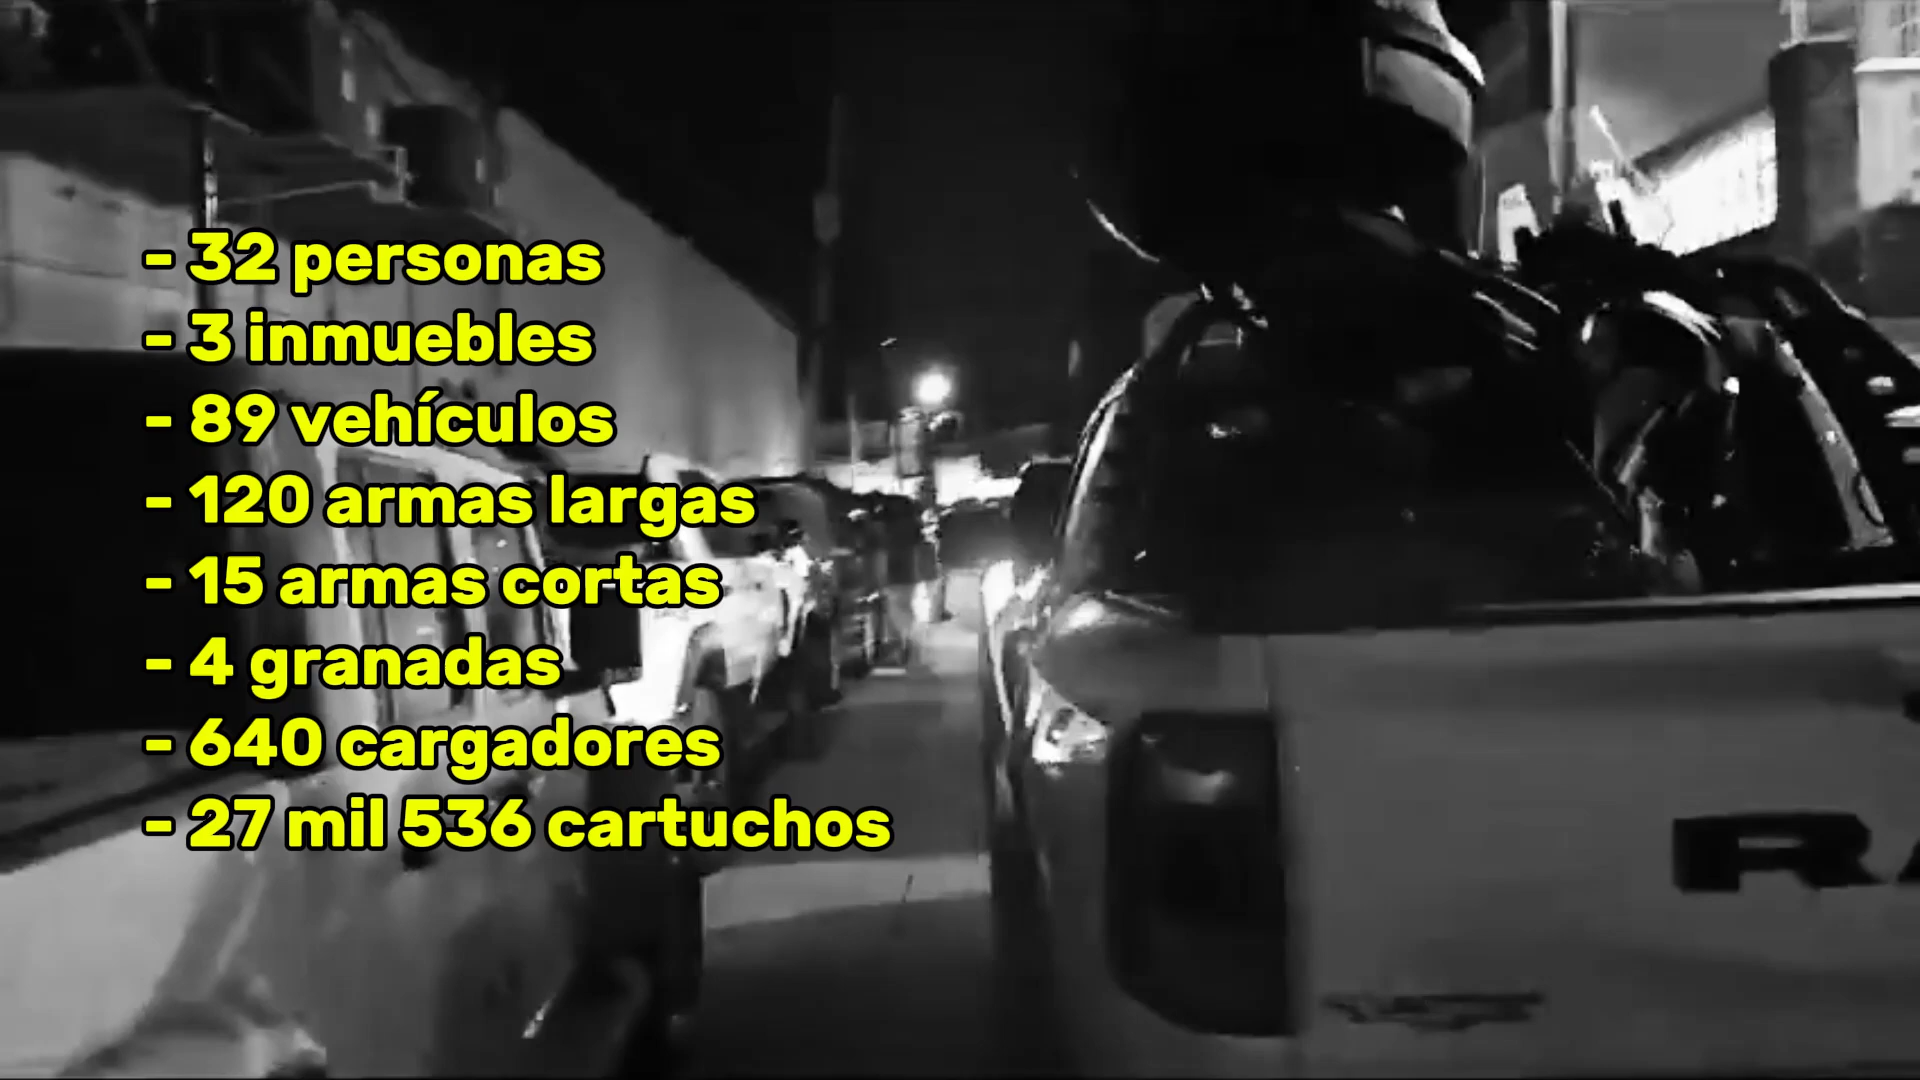 - 32 personas
- 3 inmuebles
- 89 vehículos
- 120 armas largas
- 15 armas cortas
- 4 granadas
- 640 cargadores
- 27 mil 536 cartuchos